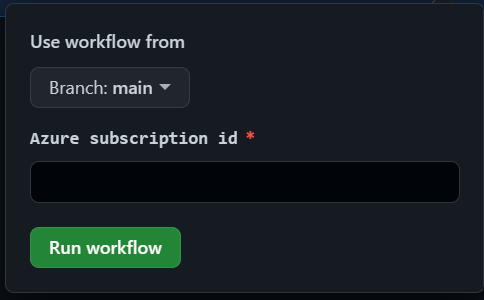 Use workflow from
Branch: main
Azure subscription id *
Run workflow